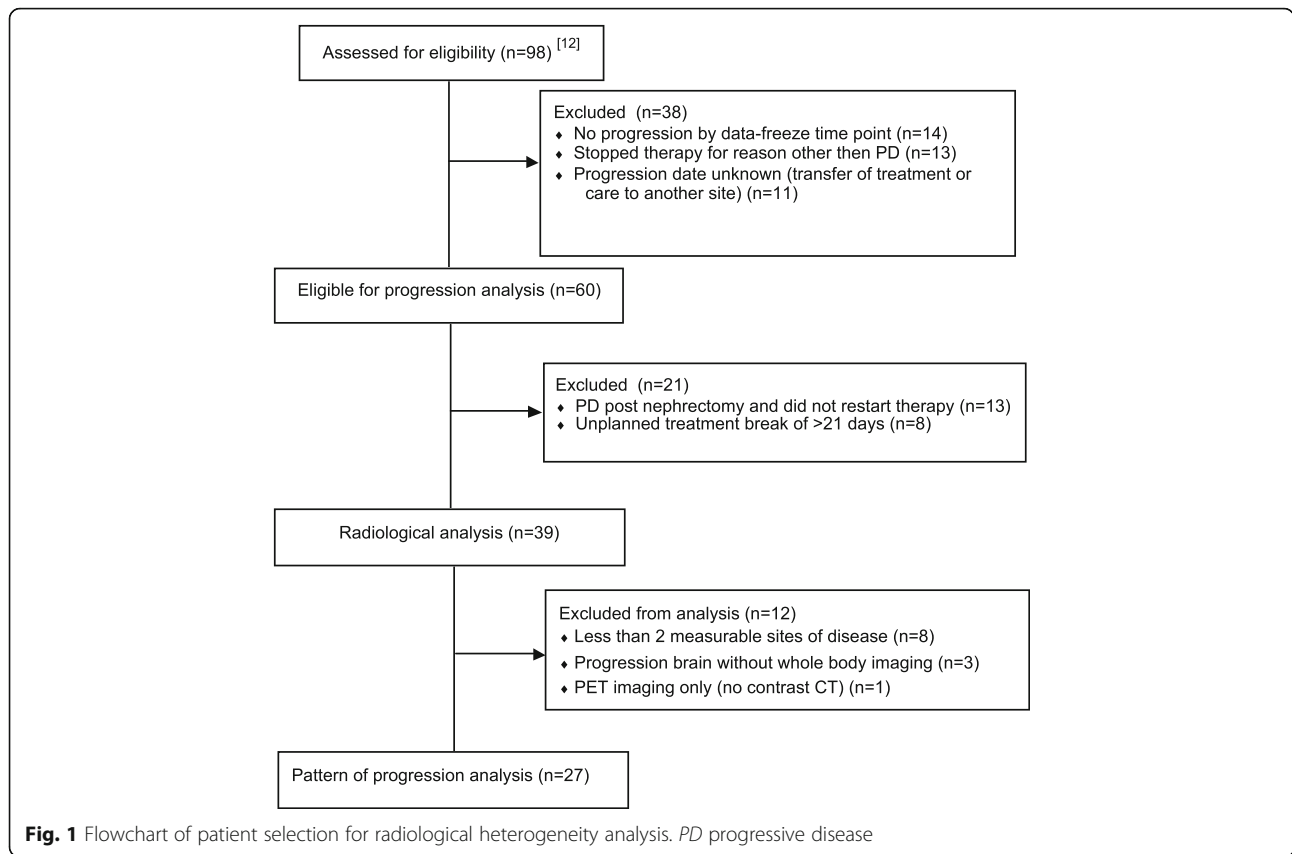 Assessed for eligibility (n=98) [12]
Excluded (n=38)
♦ No progression by data-freeze time point (n=14)
♦ Stopped therapy for reason other then PD (n=13)
♦ Progression date unknown (transfer of treatment or
care to another site) (n=11)
Eligible for progression analysis (n=60)
Excluded (n=21)
♦ PD post nephrectomy and did not restart therapy (n=13)
♦ Unplanned treatment break of >21 days (n=8)
Radiological analysis (n=39)
Excluded from analysis (n=12)
♦ Less than 2 measurable sites of disease (n=8)
♦ Progression brain without whole body imaging (n=3)
♦ PET imaging only (no contrast CT) (n=1)
Pattern of progression analysis (n=27)
Fig. 1 Flowchart of patient selection for radiological heterogeneity analysis. PD progressive disease